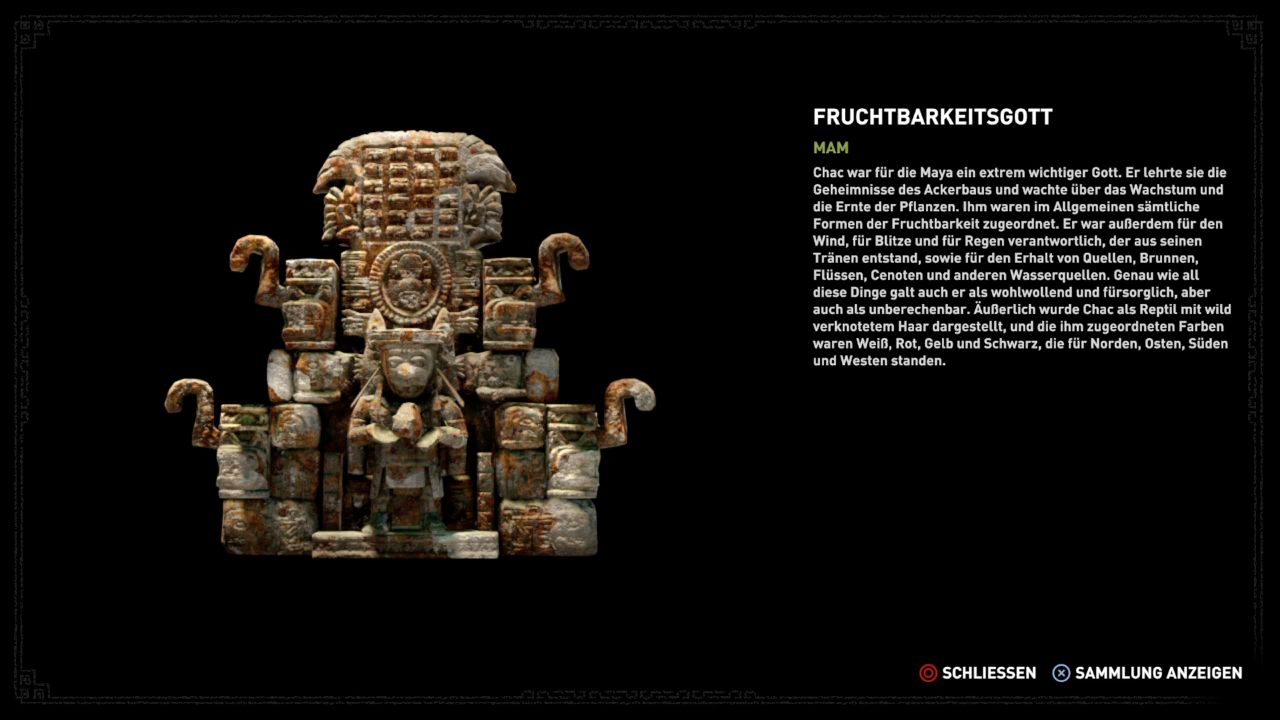 FRUCHTBARKEITSGOTT
MAM
Chac war für die Maya ein extrem wichtiger Gott. Er lehrte sie die
Geheimnisse des Ackerbaus und wachte über das Wachstum und
die Ernte der Pflanzen. Ihm waren im Allgemeinen sämtliche
Formen der Fruchtbarkeit zugeordnet. Er war außerdem für den
Wind, für Blitze und für Regen verantwortlich, der aus seinen
Tränen entstand, sowie für den Erhalt von Quellen, Brunnen,
Flüssen, Cenoten und anderen Wasserquellen. Genau wie all
diese Dinge galt auch er als wohlwollend und fürsorglich, aber
auch als unberechenbar. Äußerlich wurde Chac als Reptil mit wild
verknotetem Haar dargestellt, und die ihm zugeordneten Farben
waren Weiß, Rot, Gelb und Schwarz, die für Norden, Osten, Süden
und Westen standen.
SCHLIESSEN SAMMLUNG ANZEIGEN